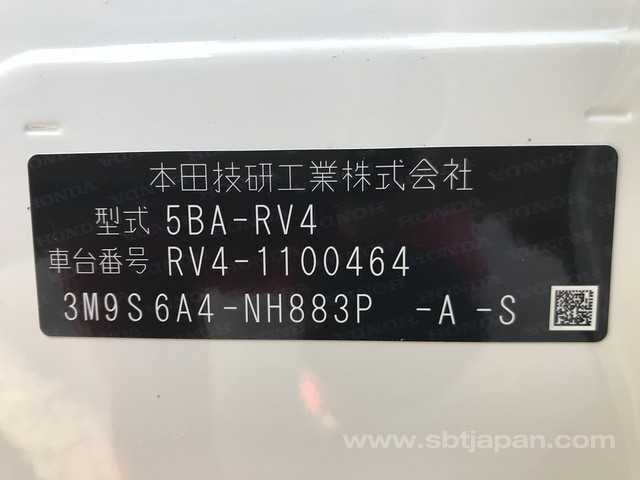 本田技研工業株式会社
型式 5BA-RV4
車台番号 RV4-1100464
3M9S6A4-NH883P -A -S
www.sbtjapan.com